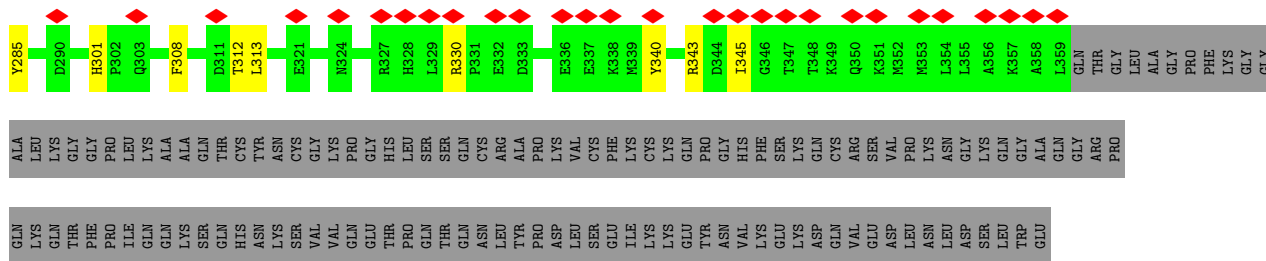 Y285 D290 H301 P302 Q303 F308 D311 T312 L313 E321 N324 R327 H328 L329 R330 P331 E332 D333 E336 E337 K338 M339 Y340 R343 D344 I345 G346 T347 T348 K349 Q350 K351 M352 M353 L354 L355 A356 K357 A358 L359 GLN THR GLY LEU ALA GLY PRO PHE LYS GLY GLY
ALA LEU LYS GLY GLY PRO LEU LYS ALA ALA GLN THR CYS TYR ASN CYS GLY LYS PRO GLY HIS LEU SER SER GLN CYS ARG ALA PRO LYS VAL CYS PHE LYS CYS LYS GLN PRO GLY HIS PHE SER LYS GLN CYS ARG SER VAL PRO LYS ASN GLY LYS GLN GLY ALA GLN GLY ARG PRO
GLN LYS GLN THR PHE PRO ILE GLN GLN LYS SER GLN HIS ASN LYS SER VAL VAL GLN GLU THR PRO GLN THR GLN ASN LEU TYR PRO ASP LEU SER GLU ILE LYS LYS GLU TYR ASN VAL LYS GLU LYS ASP GLN VAL GLU ASP LEU ASN LEU ASP SER LEU TRP GLU